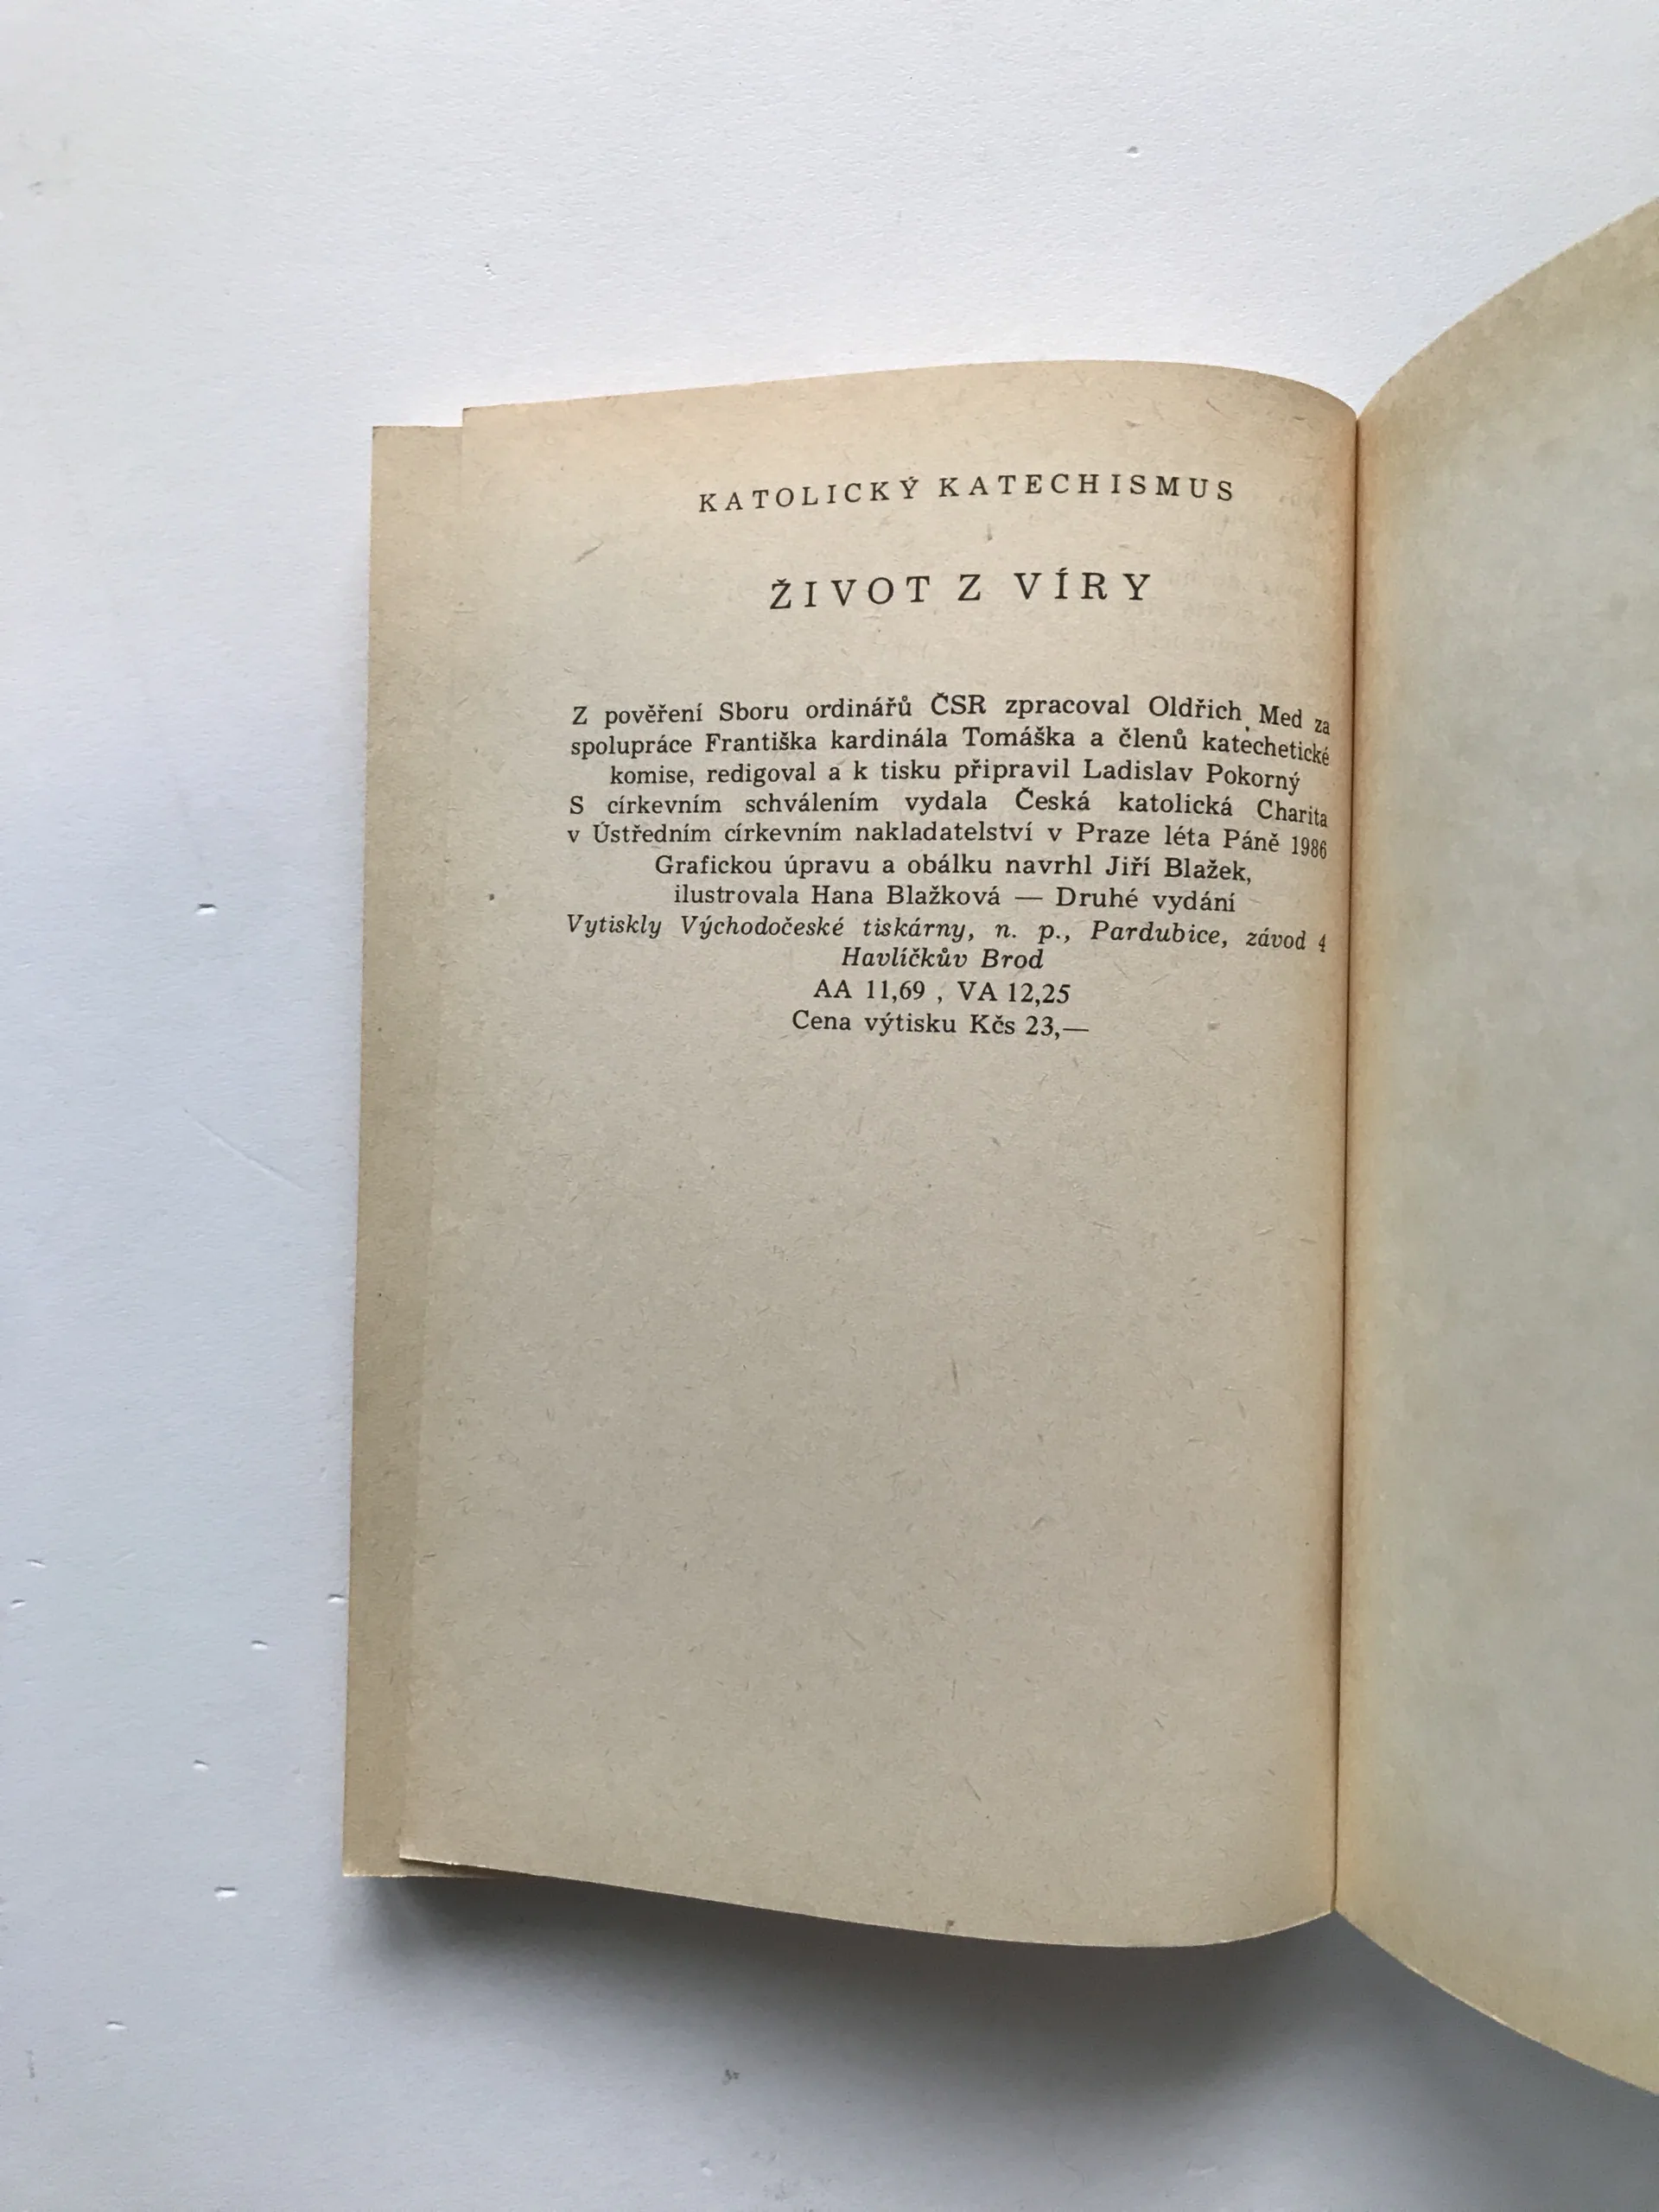 KATOLICKÝ KATECHISMUS
ŽIVOT Z VÍRY
Z pověření Sboru ordinářů ČSR zpracoval Oldřich Med za
spolupráce Františka kardinála Tomáška a členů katechetické
komise, redigoval a k tisku připravil Ladislav Pokorný
S církevním schválením vydala Česká katolická Charita
v Ústředním církevním nakladatelství v Praze léta Páně 1986
Grafickou úpravu a obálku navrhl Jiří Blažek,
ilustrovala Hana Blažková — Druhé vydání
Vytiskly Východočeské tiskárny, n. p., Pardubice, závod 4
Havlíčkův Brod
AA 11,69 , VA 12,25
Cena výtisku Kčs 23,—